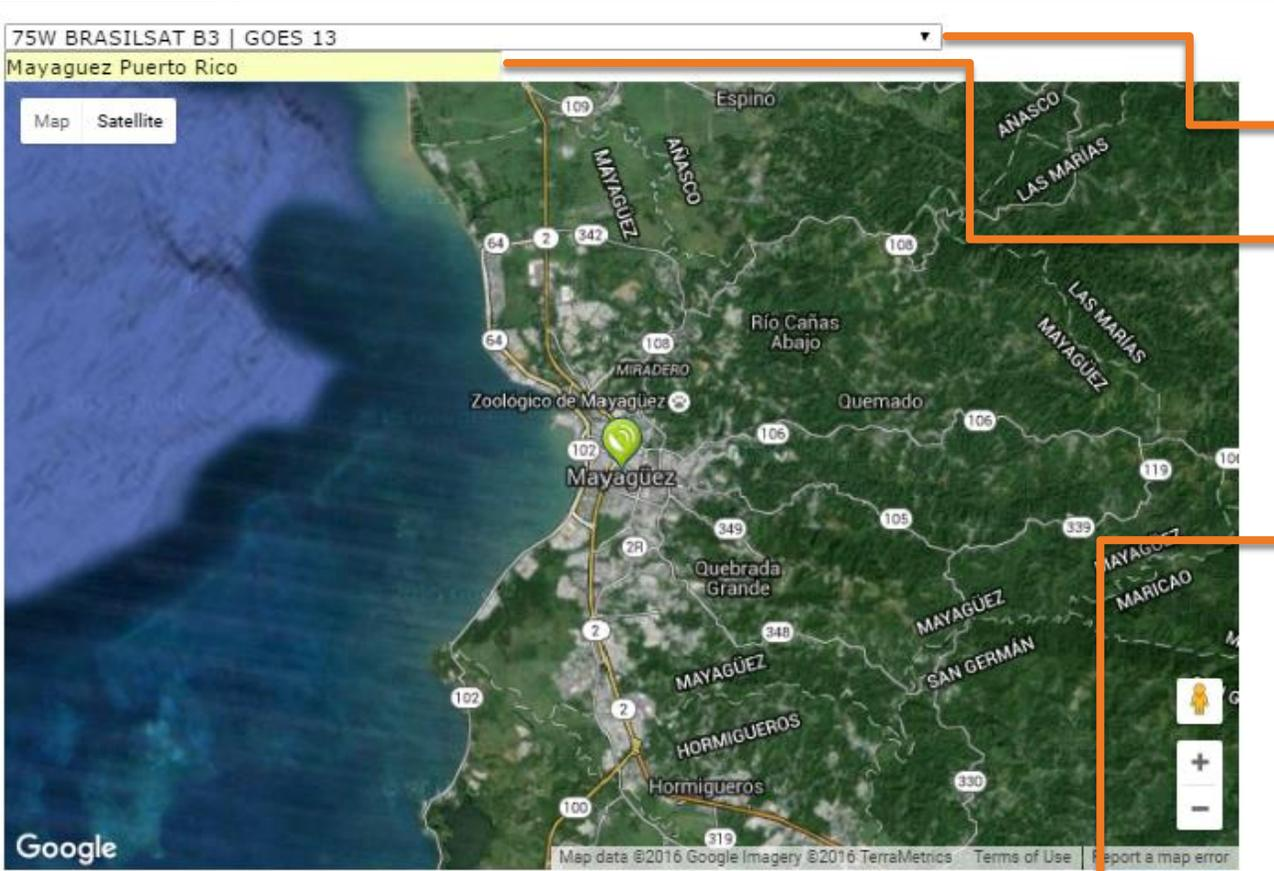 75W BRASILSAT B3 | GOES 13
Mayaguez Puerto Rico
Map Satellite
109
Espino
AÑASCO
MAYAGÜEZ
AÑASCO
LAS MARÍAS
64
2
342
108
LAS MARÍAS
MAYAGÜEZ
Río Cañas
Abajo
64
108
MIRADERO
Zoológico de Mayagüez
Quemado
106
106
102
Mayagüez
119
105
349
339
2R
Quebrada
Grande
MAYAGÜEZ
MARICAO
MAYAGÜEZ
2
348
SAN GERMÁN
MAYAGÜEZ
102
2
HORMIGUEROS
Hormigueros
330
100
319
+
−
Google
Map data ©2016 Google Imagery ©2016 TerraMetrics Terms of Use Report a map error